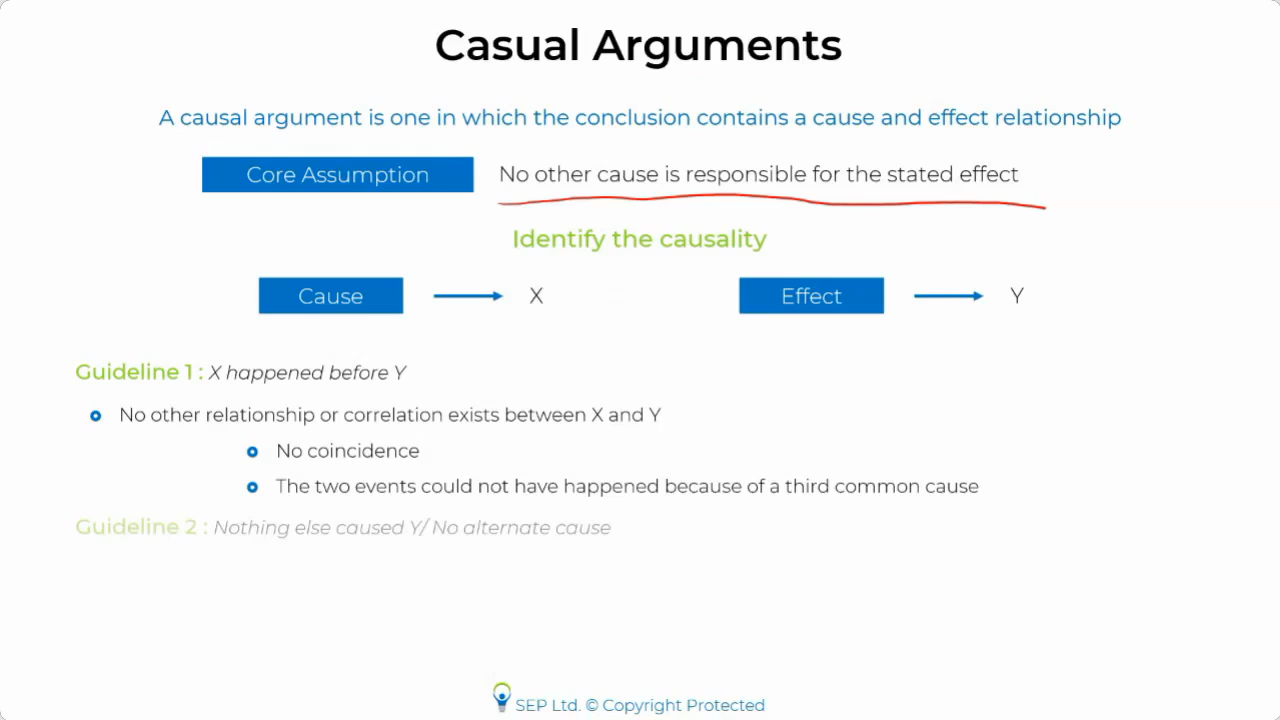 Casual Arguments
A causal argument is one in which the conclusion contains a cause and effect relationship
Core Assumption No other cause is responsible for the stated effect
Identify the causality
Cause X Effect Y
Guideline 1 : X happened before Y
No other relationship or correlation exists between X and Y
No coincidence
The two events could not have happened because of a third common cause
Guideline 2 : Nothing else caused Y/ No alternate cause
SEP Ltd. © Copyright Protected